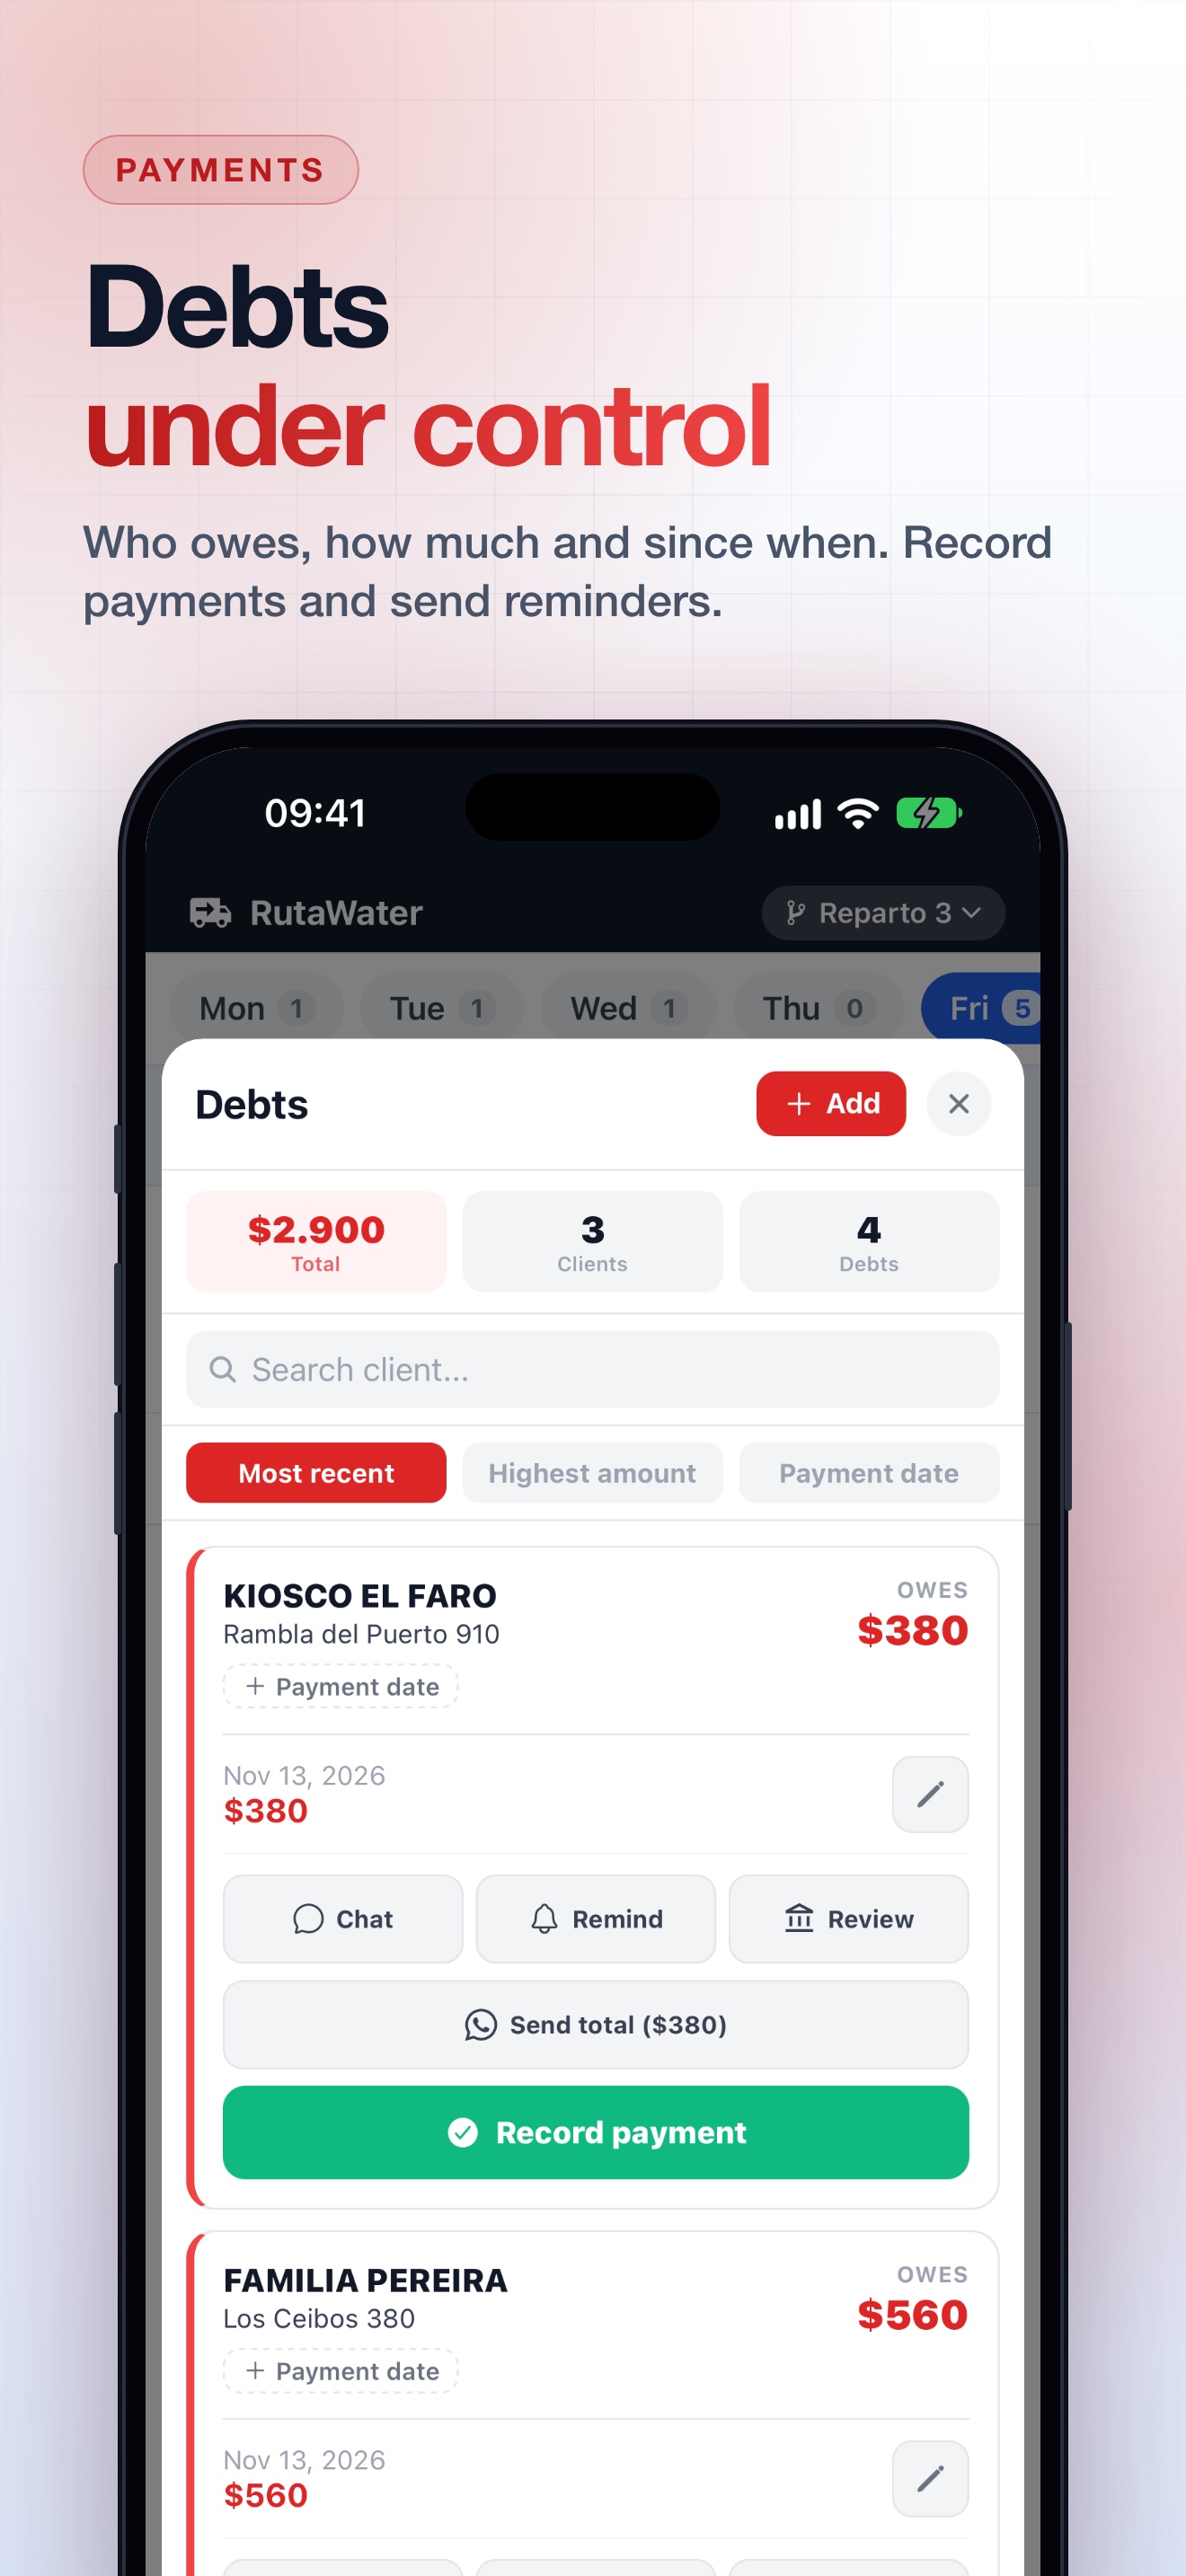 PAYMENTS
Debts
under control
Who owes, how much and since when. Record
payments and send reminders.
09:41
RutaWater
Reparto 3
Mon 1
Tue 1
Wed 1
Thu 0
Fri 5
Debts
+ Add
$2.900
Total
3
Clients
4
Debts
Search client...
Most recent
Highest amount
Payment date
KIOSCO EL FARO
Rambla del Puerto 910
OWES
$380
+ Payment date
Nov 13, 2026
$380
Chat
Remind
Review
Send total ($380)
Record payment
FAMILIA PEREIRA
Los Ceibos 380
OWES
$560
+ Payment date
Nov 13, 2026
$560